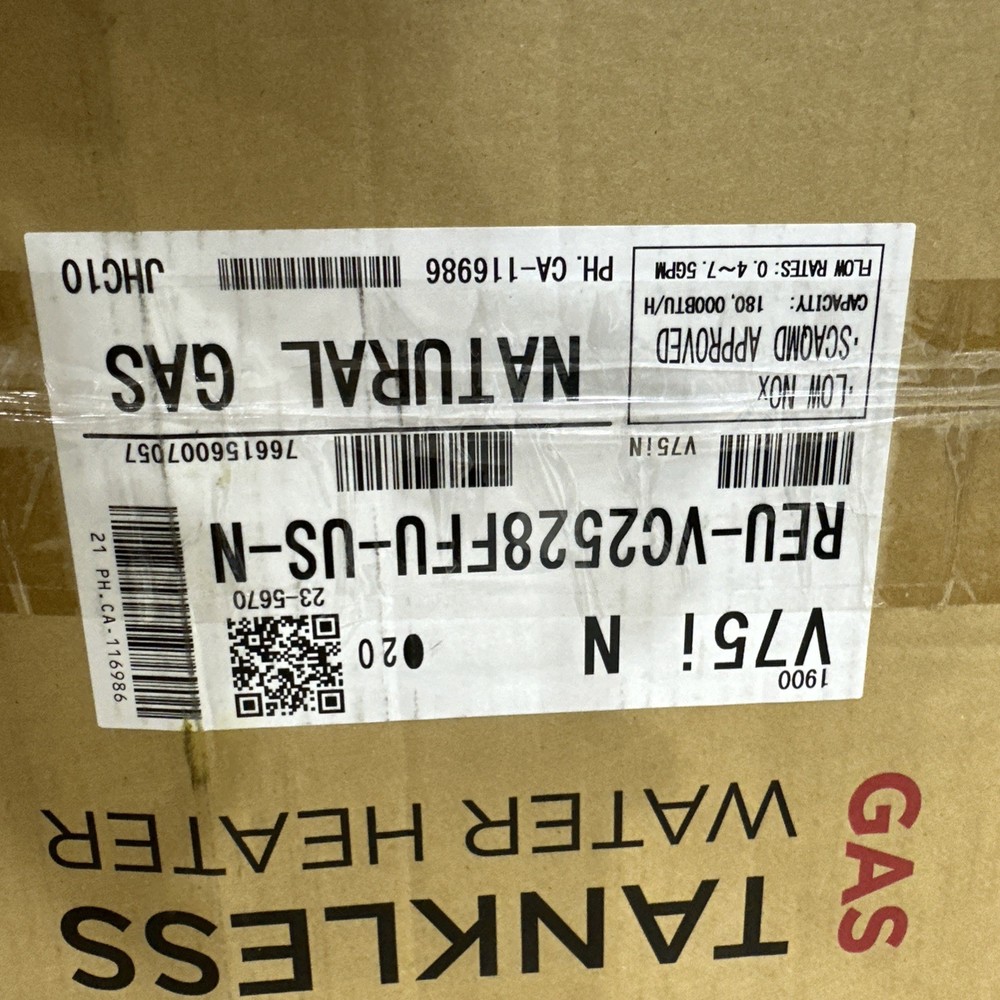 GAS
TANKLESS
WATER HEATER
1900
V75i N
●20
23-5670
REU-VC2528FFU-US-N
V75iN
766156007057
·LOW NOx
·SCAQMD APPROVED
CAPACITY: 180,000BTU/H
FLOW RATES: 0.4~7.5GPM
NATURAL GAS
PH. CA-116986
JHC10
21 PH.CA-116986